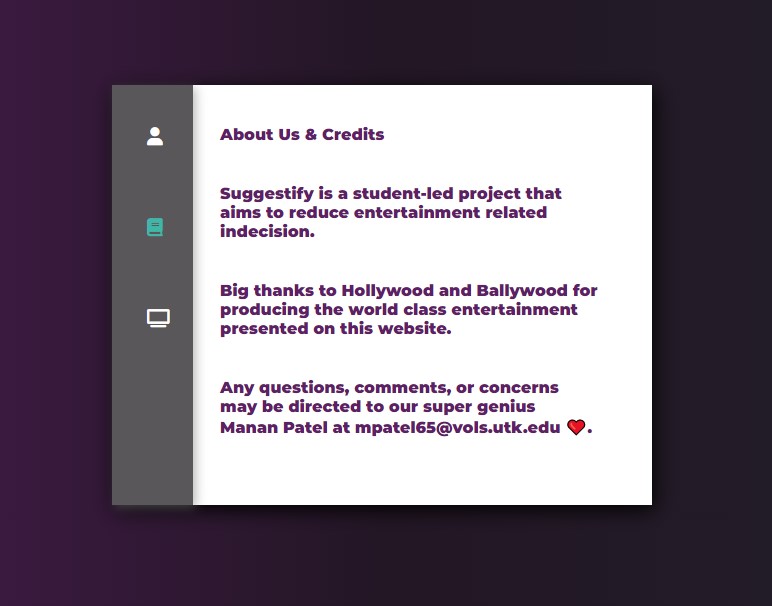 About Us & Credits
Suggestify is a student-led project that
aims to reduce entertainment related
indecision.
Big thanks to Hollywood and Ballywood for
producing the world class entertainment
presented on this website.
Any questions, comments, or concerns
may be directed to our super genius
Manan Patel at mpatel65@vols.utk.edu ❤️.